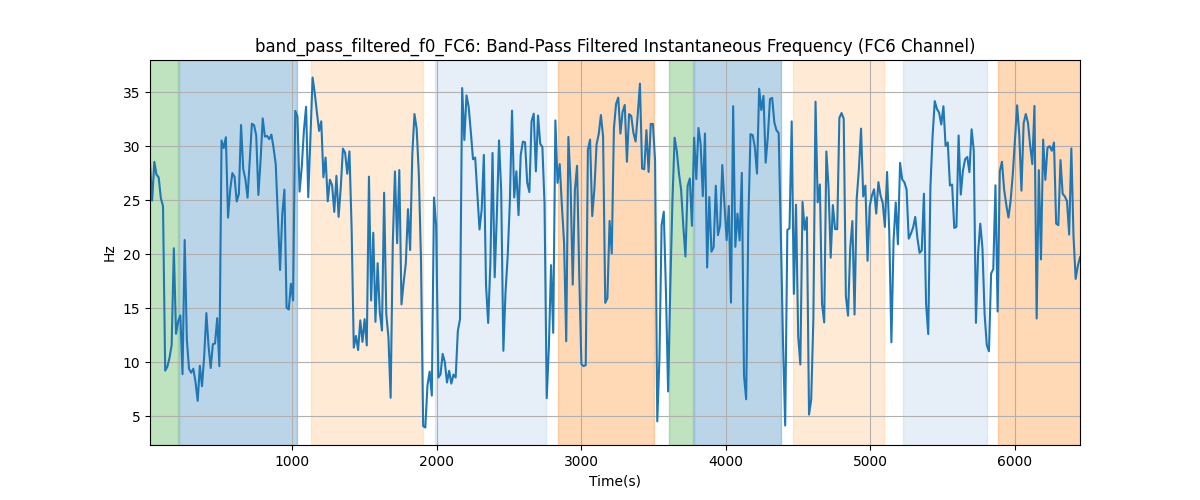 band_pass_filtered_f0_FC6: Band-Pass Filtered Instantaneous Frequency (FC6 Channel)
35
30
25
20
15
10
5
Hz
1000 2000 3000 4000 5000 6000
Time(s)